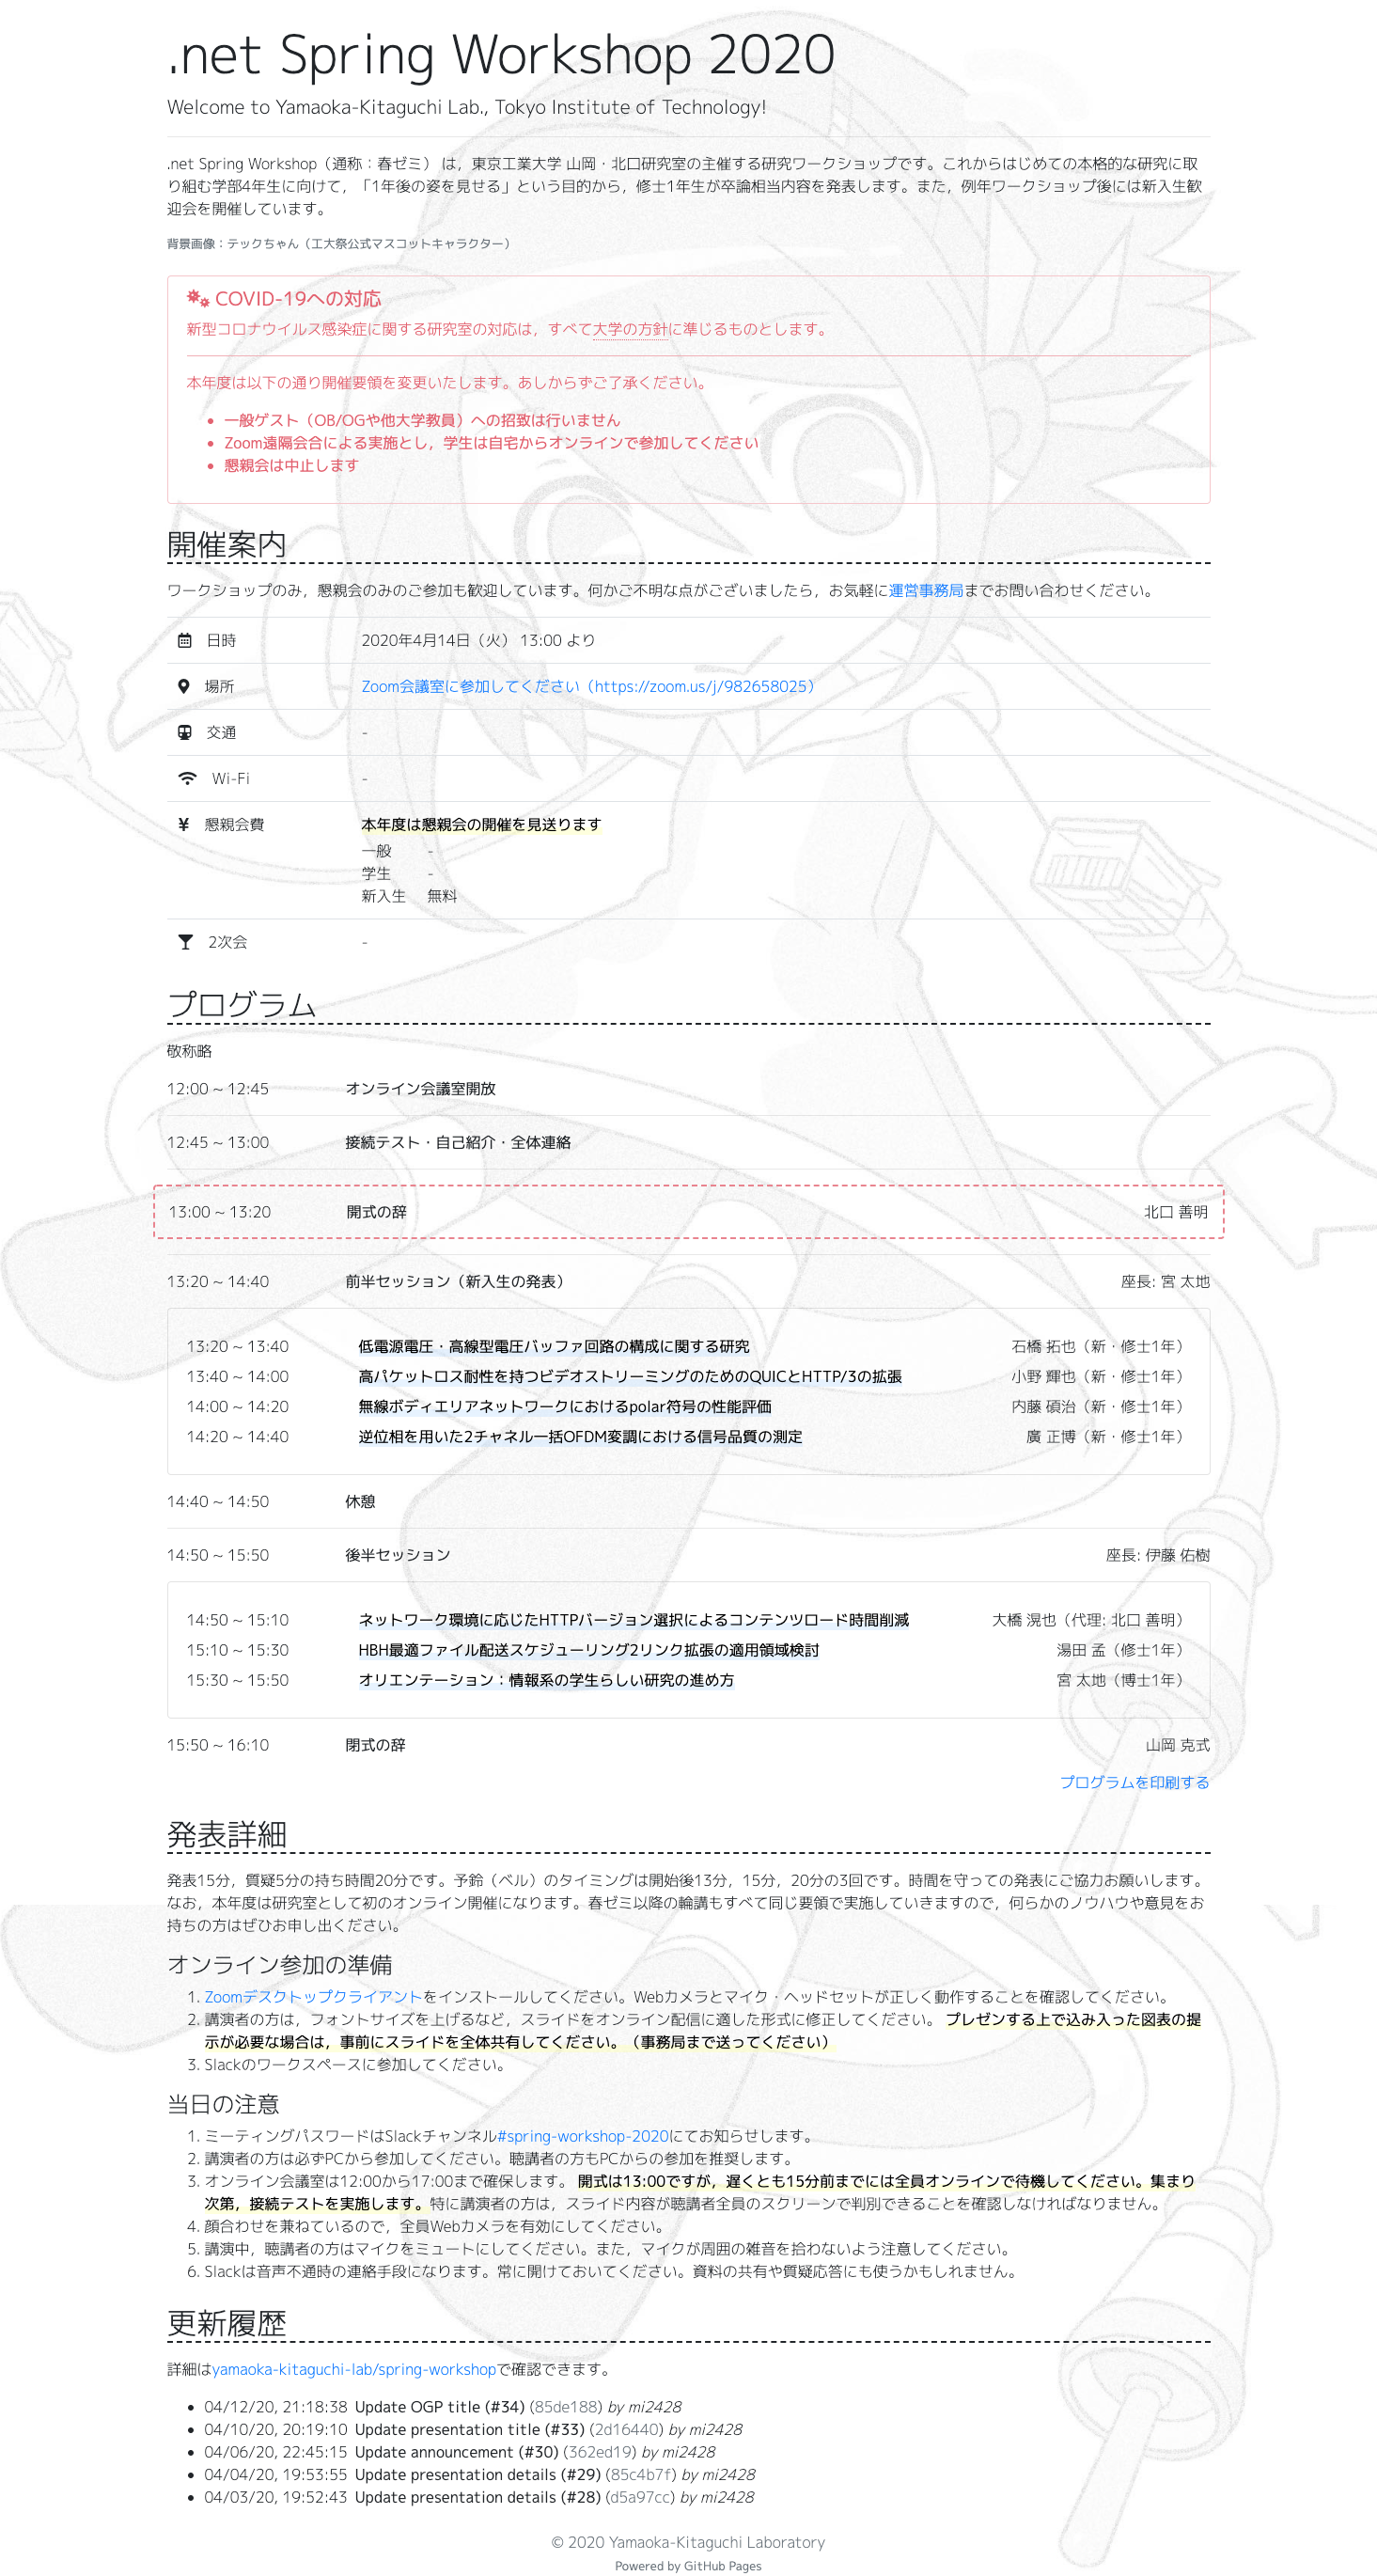 .net Spring Workshop 2020
Welcome to Yamaoka-Kitaguchi Lab., Tokyo Institute of Technology!
.net Spring Workshop（通称：春ゼミ） は，東京工業大学 山岡・北口研究室の主催する研究ワークショップです。これからはじめての本格的な研究に取
り組む学部4年生に向けて，「1年後の姿を見せる」という目的から，修士1年生が卒論相当内容を発表します。また，例年ワークショップ後には新入生歓
迎会を開催しています。
背景画像：テックちゃん（工大祭公式マスコットキャラクター）
COVID-19への対応
新型コロナウイルス感染症に関する研究室の対応は，すべて大学の方針に準じるものとします。
本年度は以下の通り開催要領を変更いたします。あしからずご了承ください。
• 一般ゲスト（OB/OGや他大学教員）への招致は行いません
• Zoom遠隔会合による実施とし，学生は自宅からオンラインで参加してください
• 懇親会は中止します
開催案内
ワークショップのみ，懇親会のみのご参加も歓迎しています。何かご不明な点がございましたら，お気軽に運営事務局までお問い合わせください。
日時 2020年4月14日（火） 13:00 より
場所 Zoom会議室に参加してください（https://zoom.us/j/982658025）
交通 -
Wi-Fi -
¥ 懇親会費 本年度は懇親会の開催を見送ります
一般 -
学生 -
新入生 無料
2次会 -
プログラム
敬称略
12:00 ~ 12:45 オンライン会議室開放
12:45 ~ 13:00 接続テスト・自己紹介・全体連絡
13:00 ~ 13:20 開式の辞 北口 善明
13:20 ~ 14:40 前半セッション（新入生の発表） 座長: 宮 太地
13:20 ~ 13:40 低電源電圧・高線型電圧バッファ回路の構成に関する研究 石橋 拓也（新・修士1年）
13:40 ~ 14:00 高パケットロス耐性を持つビデオストリーミングのためのQUICとHTTP/3の拡張 小野 輝也（新・修士1年）
14:00 ~ 14:20 無線ボディエリアネットワークにおけるpolar符号の性能評価 内藤 碩治（新・修士1年）
14:20 ~ 14:40 逆位相を用いた2チャネル一括OFDM変調における信号品質の測定 廣 正博（新・修士1年）
14:40 ~ 14:50 休憩
14:50 ~ 15:50 後半セッション 座長: 伊藤 佑樹
14:50 ~ 15:10 ネットワーク環境に応じたHTTPバージョン選択によるコンテンツロード時間削減 大橋 滉也（代理: 北口 善明）
15:10 ~ 15:30 HBH最適ファイル配送スケジューリング2リンク拡張の適用領域検討 湯田 孟（修士1年）
15:30 ~ 15:50 オリエンテーション：情報系の学生らしい研究の進め方 宮 太地（博士1年）
15:50 ~ 16:10 閉式の辞 山岡 克式
プログラムを印刷する
発表詳細
発表15分，質疑5分の持ち時間20分です。予鈴（ベル）のタイミングは開始後13分，15分，20分の3回です。時間を守っての発表にご協力お願いします。
なお，本年度は研究室として初のオンライン開催になります。春ゼミ以降の輪講もすべて同じ要領で実施していきますので，何らかのノウハウや意見をお
持ちの方はぜひお申し出ください。
オンライン参加の準備
1. Zoomデスクトップクライアントをインストールしてください。Webカメラとマイク・ヘッドセットが正しく動作することを確認してください。
2. 講演者の方は，フォントサイズを上げるなど，スライドをオンライン配信に適した形式に修正してください。 プレゼンする上で込み入った図表の提
示が必要な場合は，事前にスライドを全体共有してください。（事務局まで送ってください）
3. Slackのワークスペースに参加してください。
当日の注意
1. ミーティングパスワードはSlackチャンネル#spring-workshop-2020にてお知らせします。
2. 講演者の方は必ずPCから参加してください。聴講者の方もPCからの参加を推奨します。
3. オンライン会議室は12:00から17:00まで確保します。 開式は13:00ですが，遅くとも15分前までには全員オンラインで待機してください。集まり
次第，接続テストを実施します。特に講演者の方は，スライド内容が聴講者全員のスクリーンで判別できることを確認しなければなりません。
4. 顔合わせを兼ねているので，全員Webカメラを有効にしてください。
5. 講演中，聴講者の方はマイクをミュートにしてください。また，マイクが周囲の雑音を拾わないよう注意してください。
6. Slackは音声不通時の連絡手段になります。常に開けておいてください。資料の共有や質疑応答にも使うかもしれません。
更新履歴
詳細はyamaoka-kitaguchi-lab/spring-workshopで確認できます。
• 04/12/20, 21:18:38 Update OGP title (#34) (85de188) by mi2428
• 04/10/20, 20:19:10 Update presentation title (#33) (2d16440) by mi2428
• 04/06/20, 22:45:15 Update announcement (#30) (362ed19) by mi2428
• 04/04/20, 19:53:55 Update presentation details (#29) (85c4b7f) by mi2428
• 04/03/20, 19:52:43 Update presentation details (#28) (d5a97cc) by mi2428
© 2020 Yamaoka-Kitaguchi Laboratory
Powered by GitHub Pages